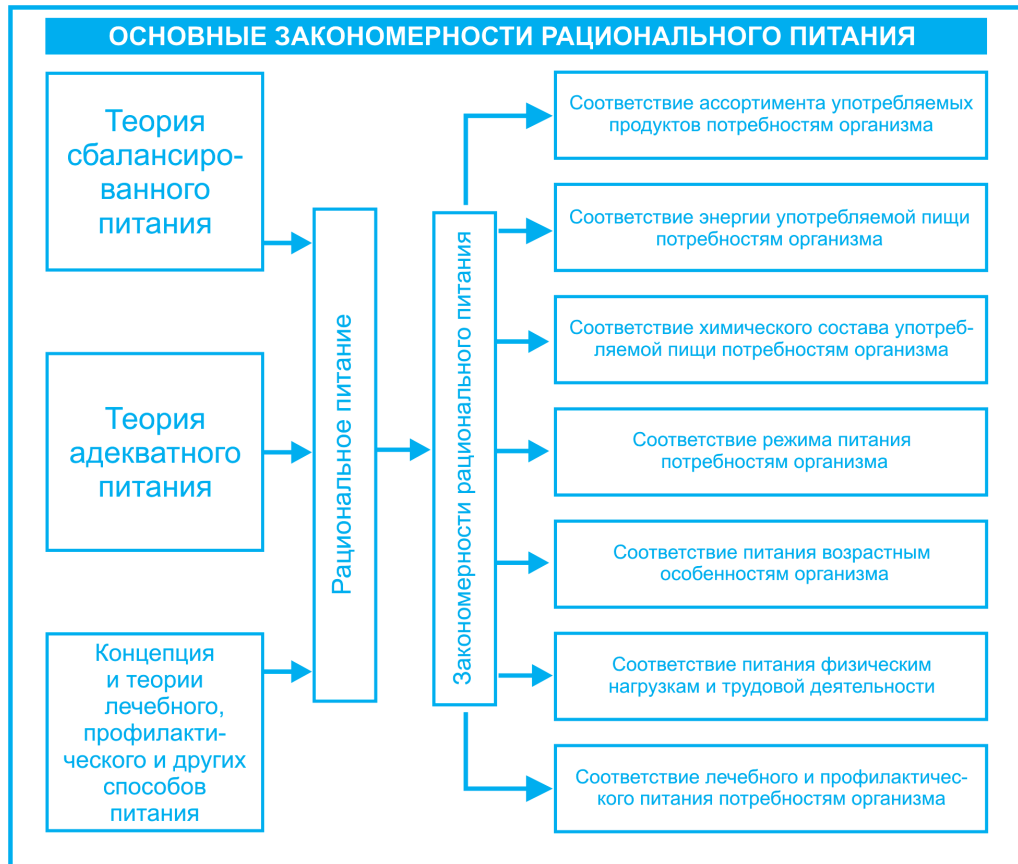 ОСНОВНЫЕ ЗАКОНОМЕРНОСТИ РАЦИОНАЛЬНОГО ПИТАНИЯ
Теория
сбалансиро-
ванного
питания
Теория
адекватного
питания
Концепция
и теории
лечебного,
профилакти-
ческого и других
способов
питания
Рациональное питание
Закономерности рационального питания
Соответствие ассортимента употребляемых
продуктов потребностям организма
Соответствие энергии употребляемой пищи
потребностям организма
Соответствие химического состава употреб-
ляемой пищи потребностям организма
Соответствие режима питания
потребностям организма
Соответствие питания возрастным
особенностям организма
Соответствие питания физическим
нагрузкам и трудовой деятельности
Соответствие лечебного и профилактичес-
кого питания потребностям организма